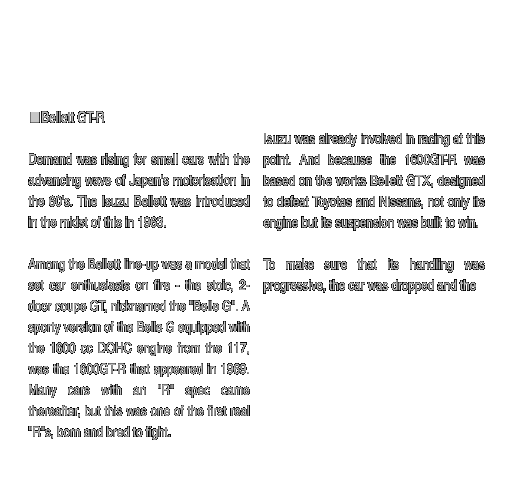 ■Bellett GT-R
Demand was rising for small cars with the
advancing wave of Japan's motorisation in
the 60's. The Isuzu Bellett was introduced
in the midst of this in 1963.
Among the Bellett line-up was a model that
set car enthusiasts on fire - the stoic, 2-
door coupe GT, nicknamed the "Belle G". A
sporty version of the Belle G equipped with
the 1600 cc DOHC engine from the 117,
was the 1600GT-R that appeared in 1969.
Many cars with an "R" spec came
thereafter, but this was one of the first real
"R"s, born and bred to fight.
Isuzu was already involved in racing at this
point. And because the 1600GT-R was
based on the works Bellett GTX, designed
to defeat Toyotas and Nissans, not only its
engine but its suspension was built to win.
To make sure that its handling was
progressive, the car was dropped and the